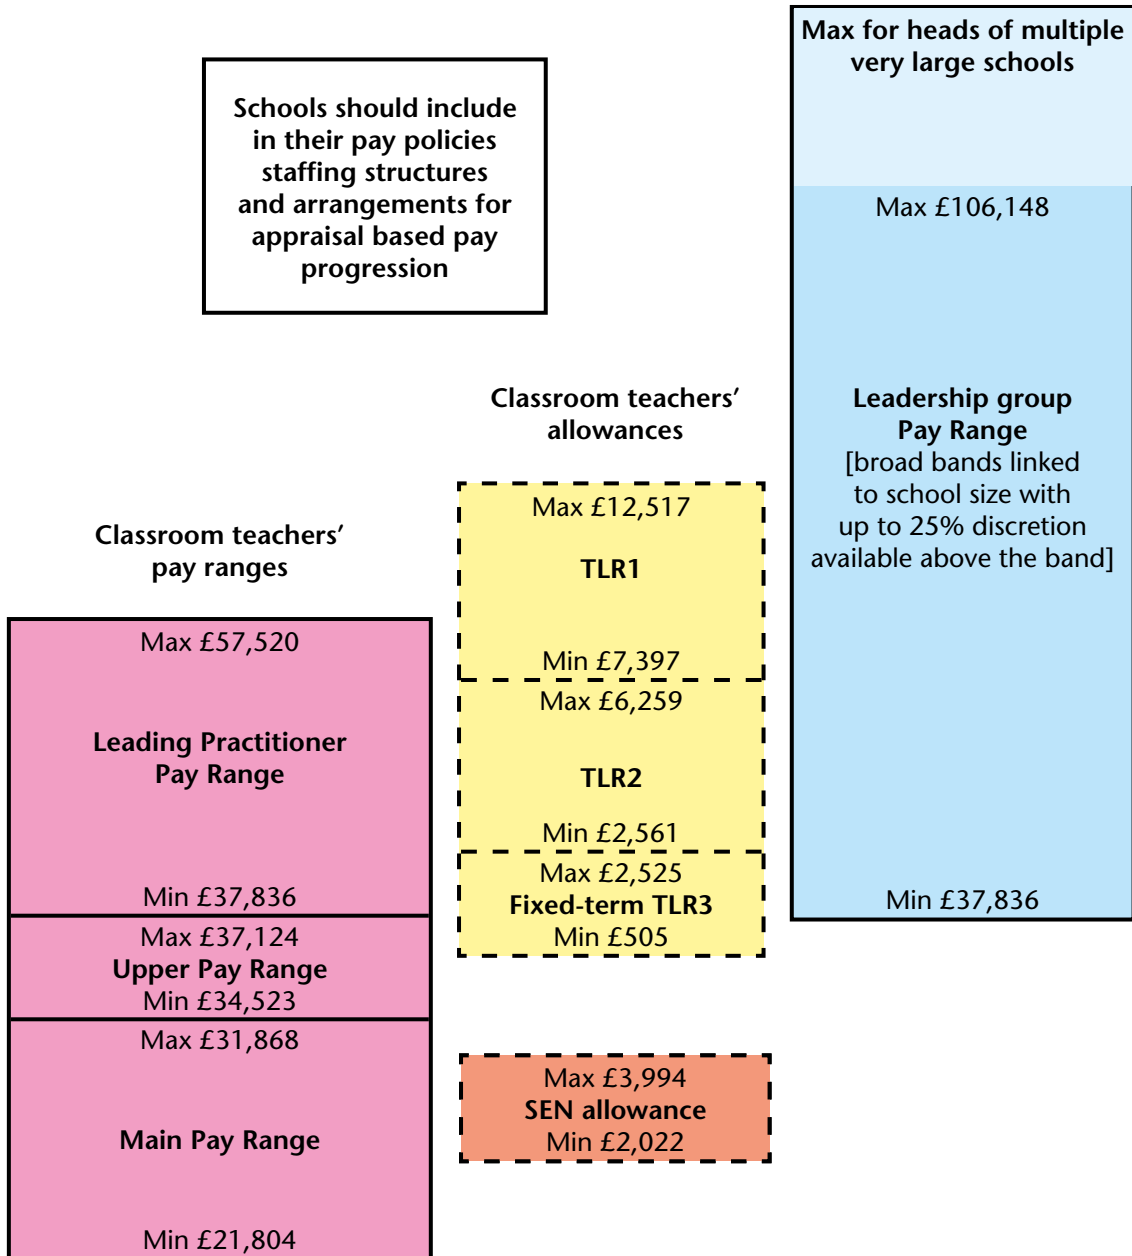 Schools should include
in their pay policies
staffing structures
and arrangements for
appraisal based pay
progression
Classroom teachers’
pay ranges
Max £57,520
Leading Practitioner
Pay Range
Min £37,836
Max £37,124
Upper Pay Range
Min £34,523
Max £31,868
Main Pay Range
Min £21,804
Classroom teachers’
allowances
Max £12,517
TLR1
Min £7,397
Max £6,259
TLR2
Min £2,561
Max £2,525
Fixed-term TLR3
Min £505
Max £3,994
SEN allowance
Min £2,022
Max for heads of multiple
very large schools
Max £106,148
Leadership group
Pay Range
[broad bands linked
to school size with
up to 25% discretion
available above the band]
Min £37,836